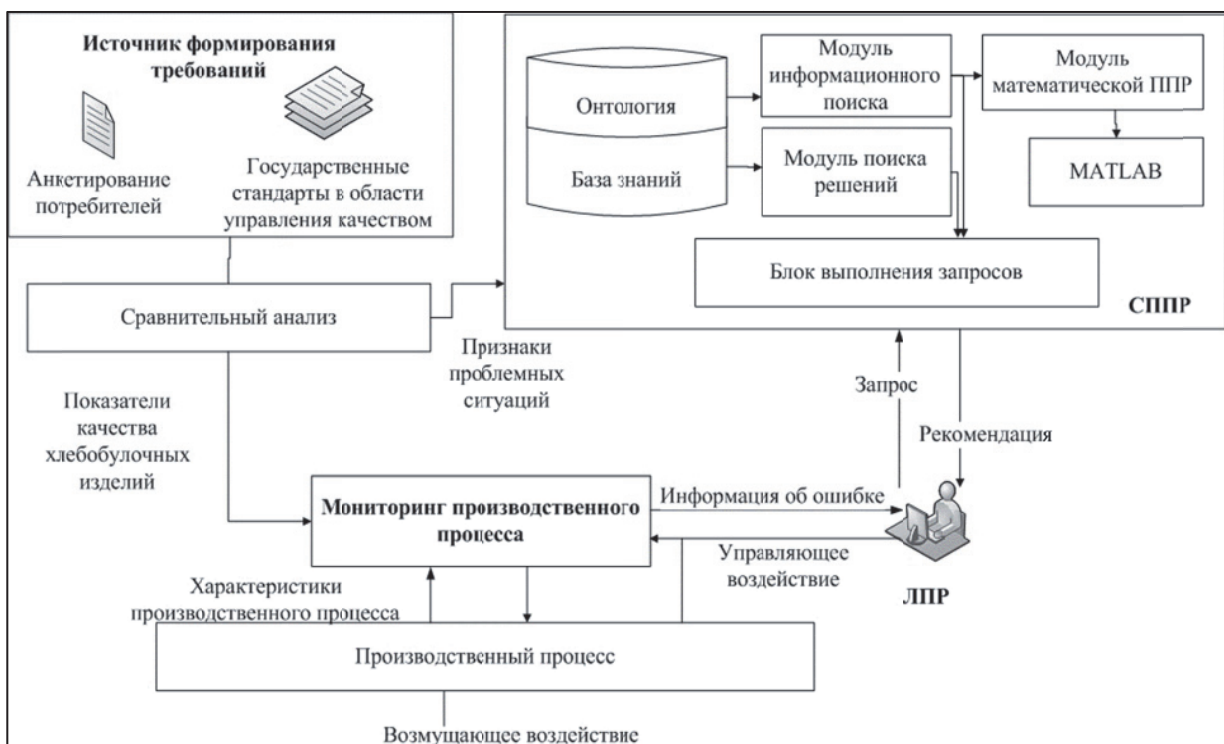 Источник формирования
требований
Анкетирование
потребителей
Государственные
стандарты в области
управления качеством
Онтология
База знаний
Модуль
информационного
поиска
Модуль поиска
решений
Модуль
математической ППР
MATLAB
Блок выполнения запросов
СППР
Сравнительный анализ
Признаки
проблемных
ситуаций
Запрос
Рекомендация
Показатели
качества
хлебобулочных
изделий
Мониторинг производственного
процесса
Информация об ошибке
Управляющее
воздействие
ЛПР
Характеристики
производственного процесса
Производственный процесс
Возмущающее воздействие